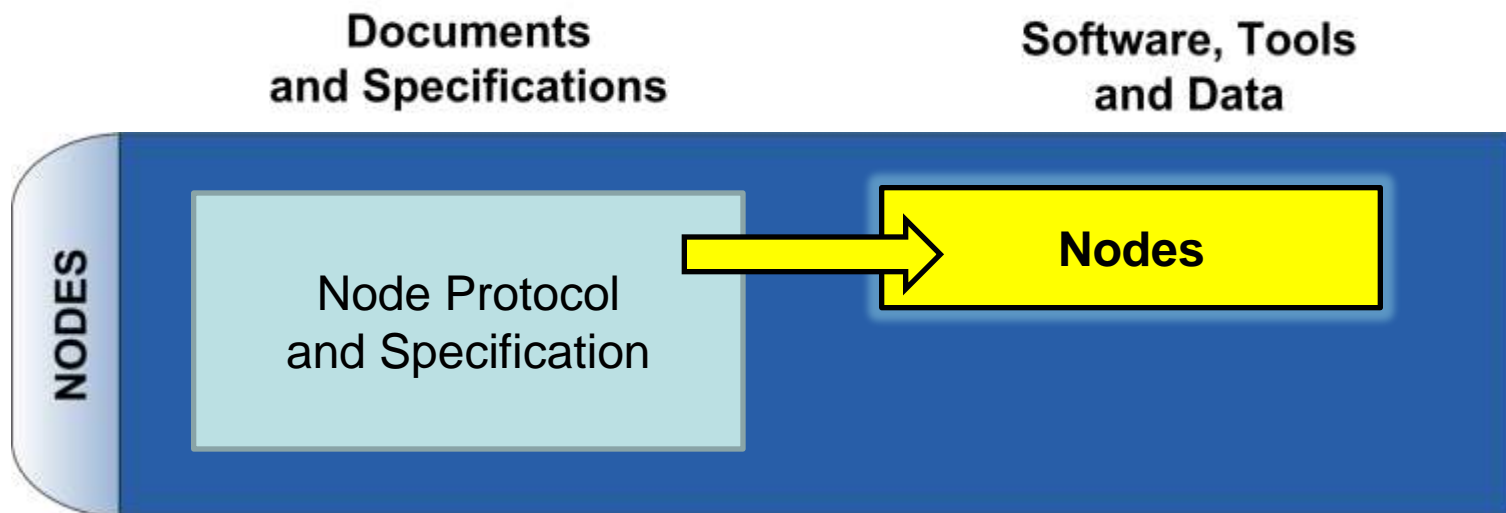 Documents
and Specifications
Software, Tools
and Data
NODES
Node Protocol
and Specification
Nodes